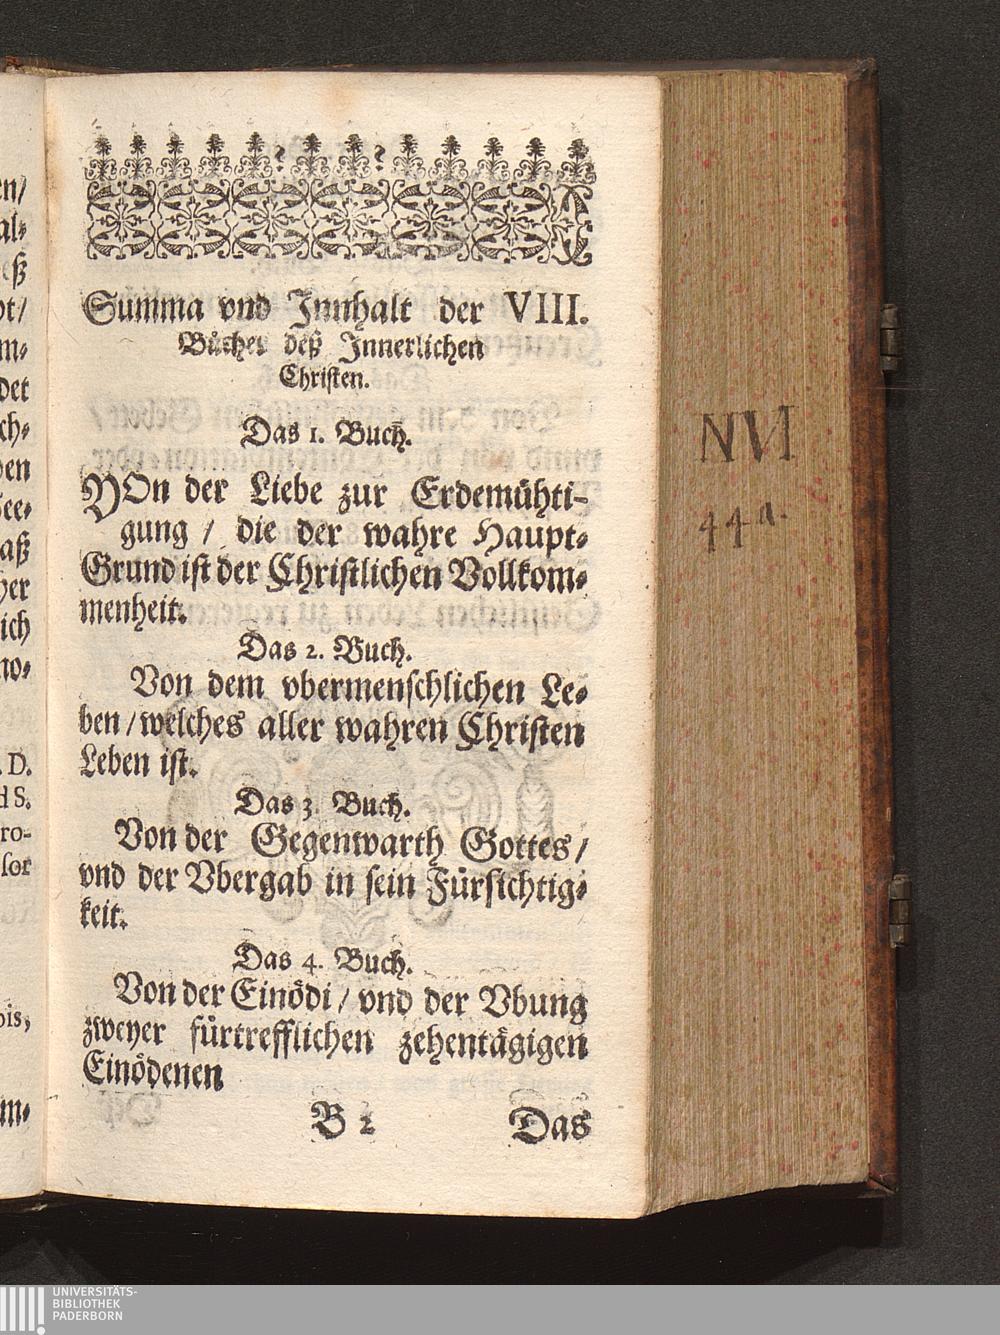 Summa vnd Innhalt der VIII.
Bücher deß Innerlichen
Christen.
Das 1. Buch.
VOn der Liebe zur Erdemühti-
gung / die der wahre Haupt-
Grund ist der Christlichen Vollkom-
menheit.
Das 2. Buch.
Von dem vbermenschlichen Le-
ben / welches aller wahren Christen
Leben ist.
Das 3. Buch.
Von der Gegenwarth Gottes /
vnd der Vbergab in sein Fürsichtig-
keit.
Das 4. Buch.
Von der Einödi / vnd der Vbung
zweyer fürtrefflichen zehentägigen
Einödenen
B 2
Das
NVI
44a.
UNIVERSITÄTS-
BIBLIOTHEK
PADERBORN